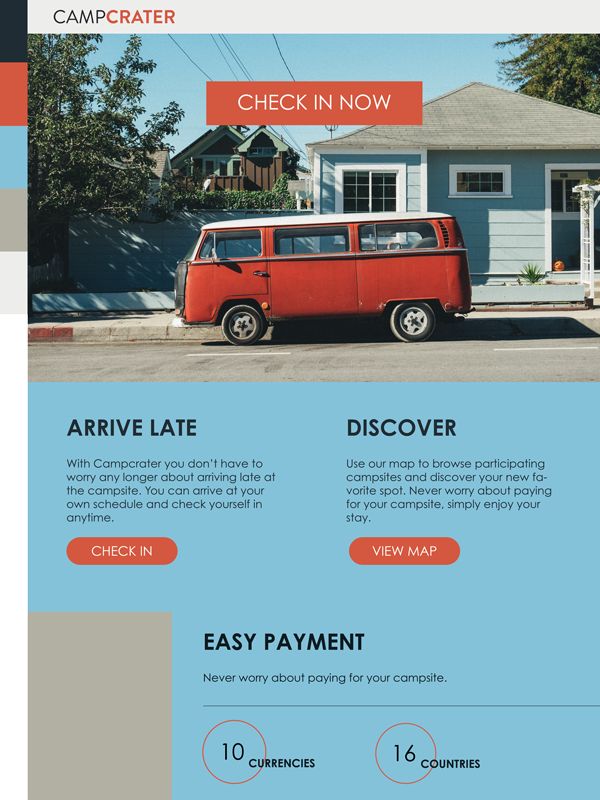 CAMPCRATER
CHECK IN NOW
ARRIVE LATE
With Campcrater you don't have to
worry any longer about arriving late at
the campsite. You can arrive at your
own schedule and check yourself in
anytime.
CHECK IN
DISCOVER
Use our map to browse participating
campsites and discover your new fa-
vorite spot. Never worry about paying
for your campsite, simply enjoy your
stay.
VIEW MAP
EASY PAYMENT
Never worry about paying for your campsite.
10 CURRENCIES
16 COUNTRIES